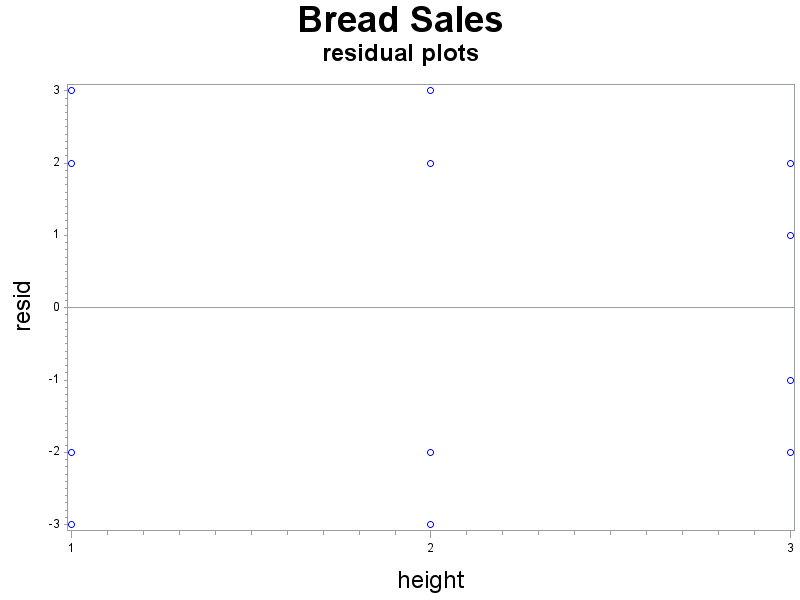 Bread Sales
residual plots
3
2
1
0
-1
-2
-3
resid
1 2 3
height